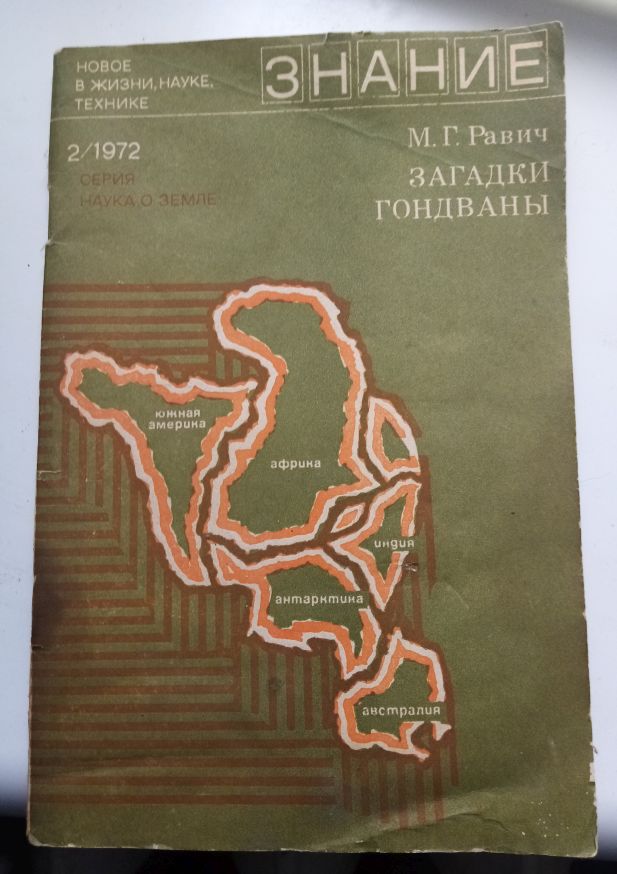 НОВОЕ
В ЖИЗНИ, НАУКЕ,
ТЕХНИКЕ
ЗНАНИЕ
2/1972
СЕРИЯ
НАУКА О ЗЕМЛЕ
М. Г. Равич
ЗАГАДКИ
ГОНДВАНЫ
южная
америка
африка
индия
антарктика
австралия